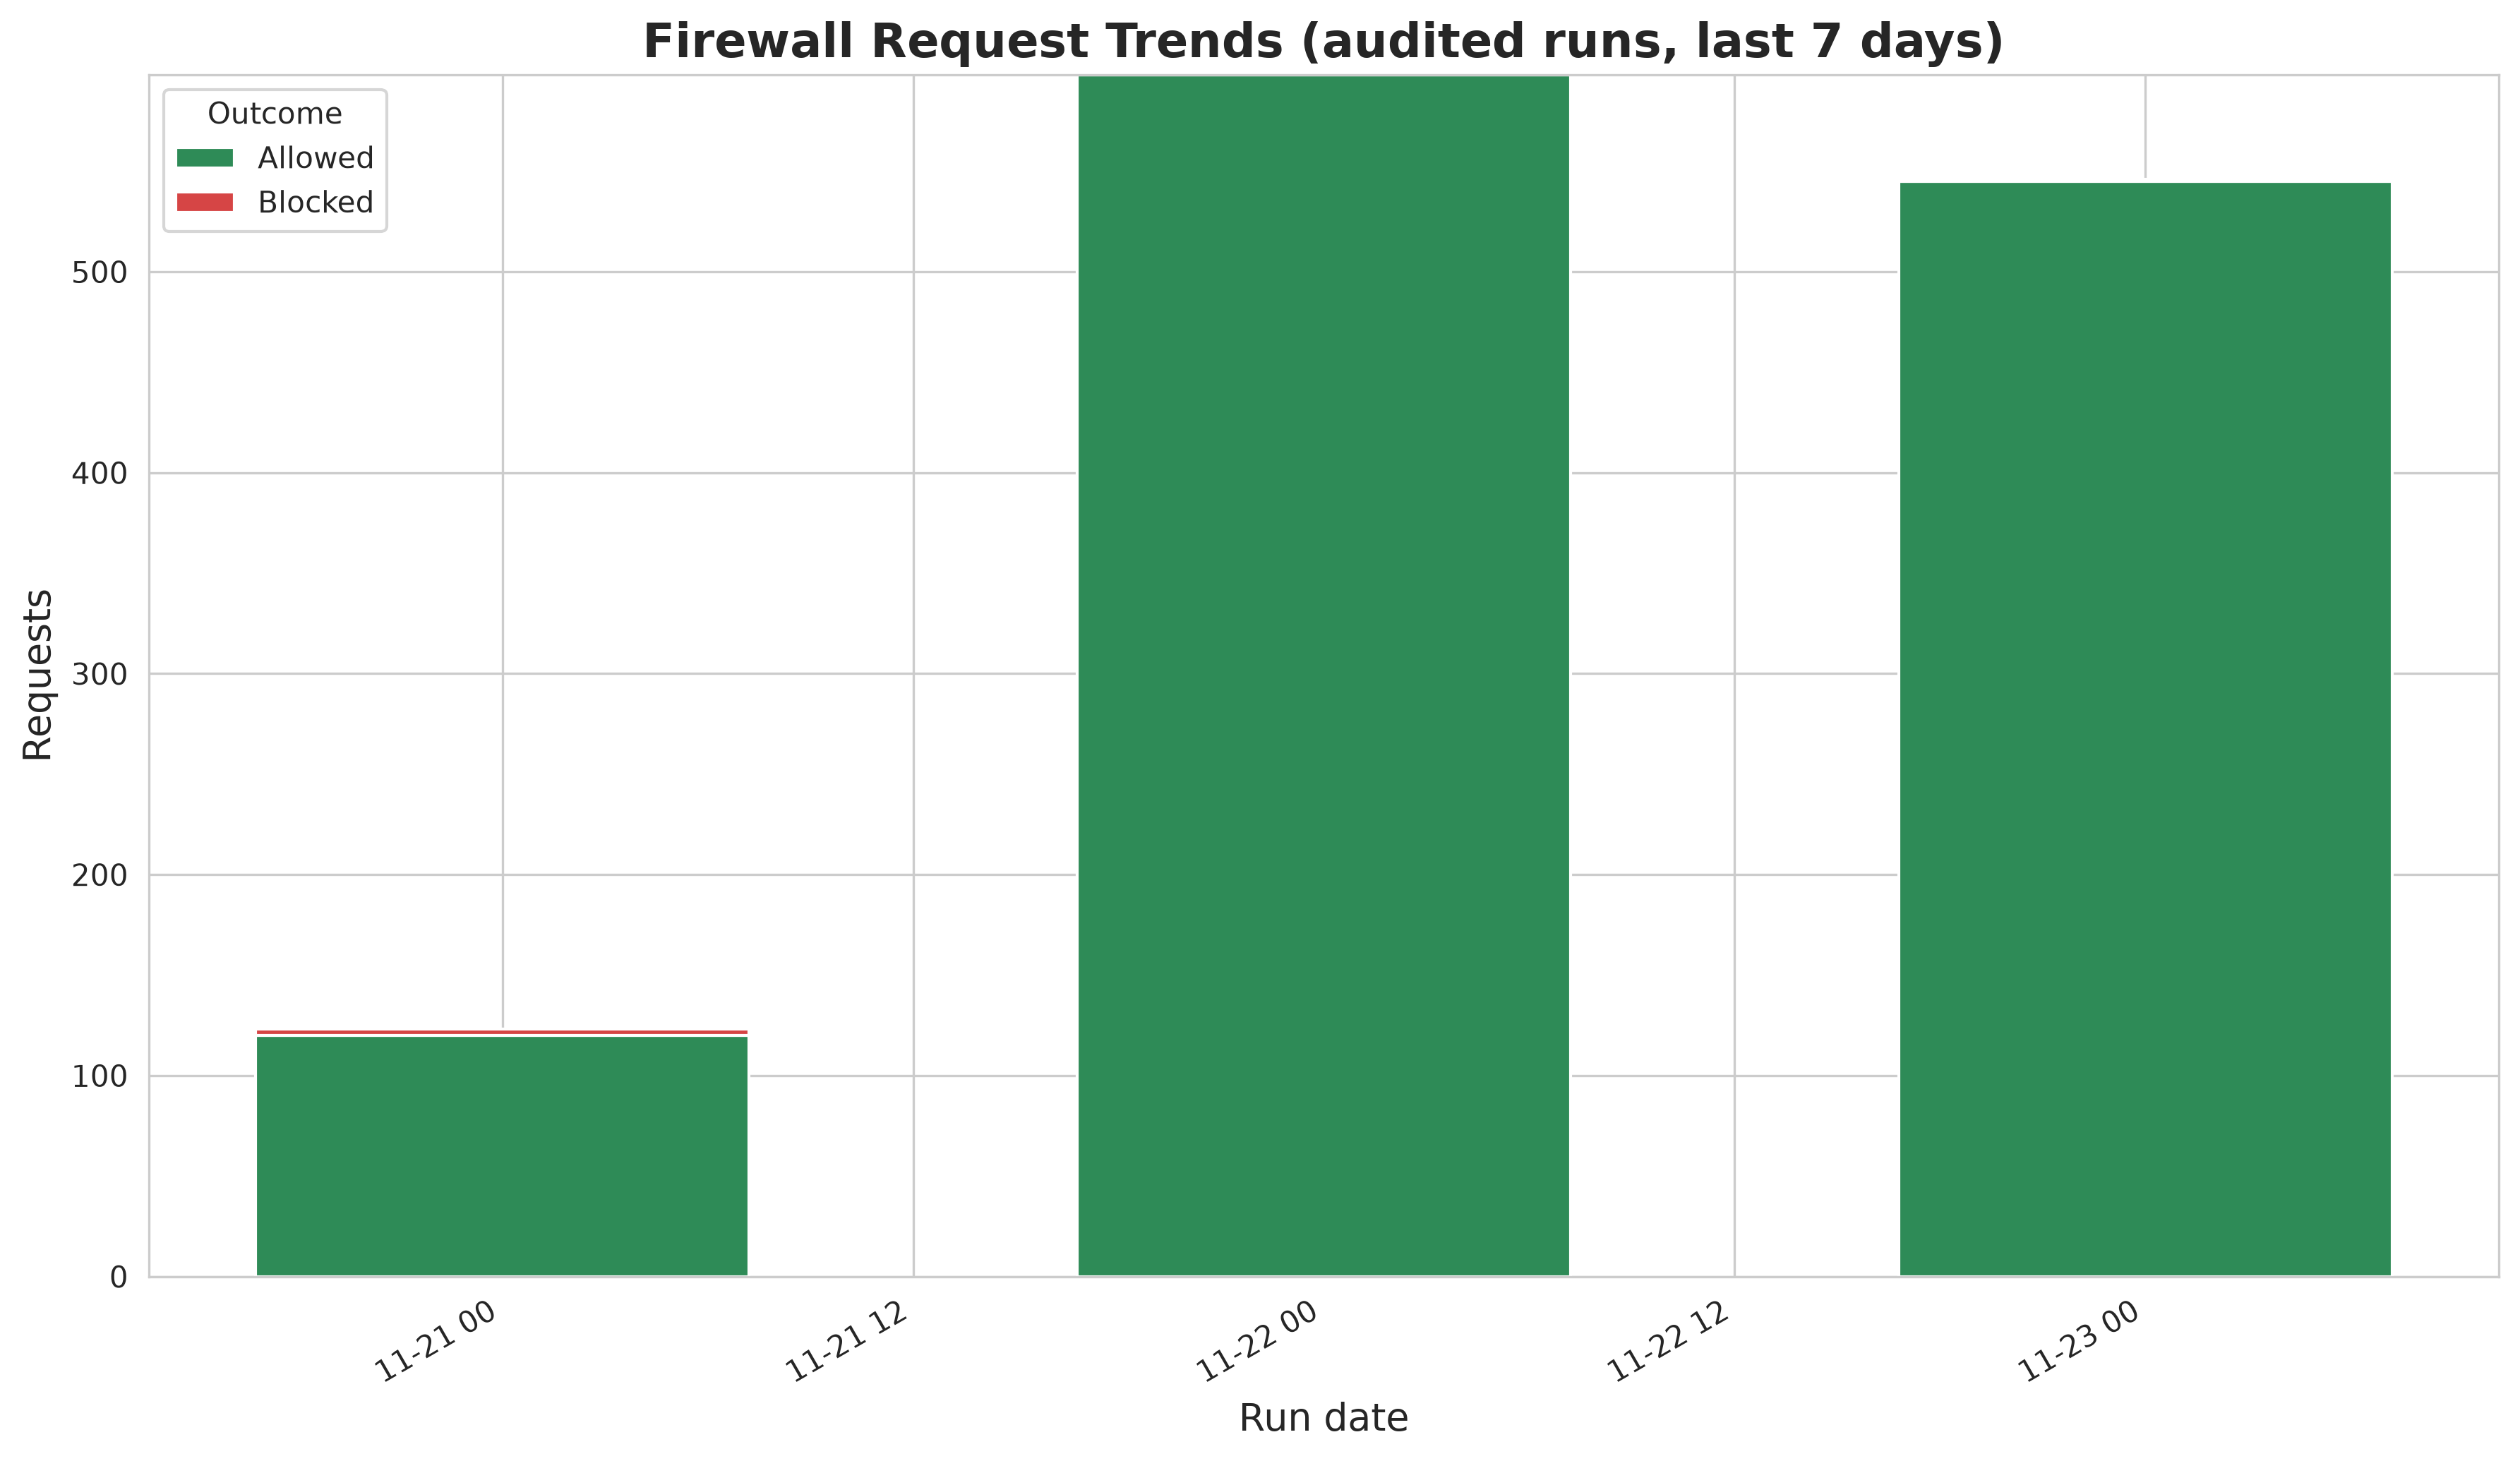 Firewall Request Trends (audited runs, last 7 days)
Outcome
Allowed
Blocked
500
400
300
200
100
0
Requests
11-21 00
11-21 12
11-22 00
11-22 12
11-23 00
Run date